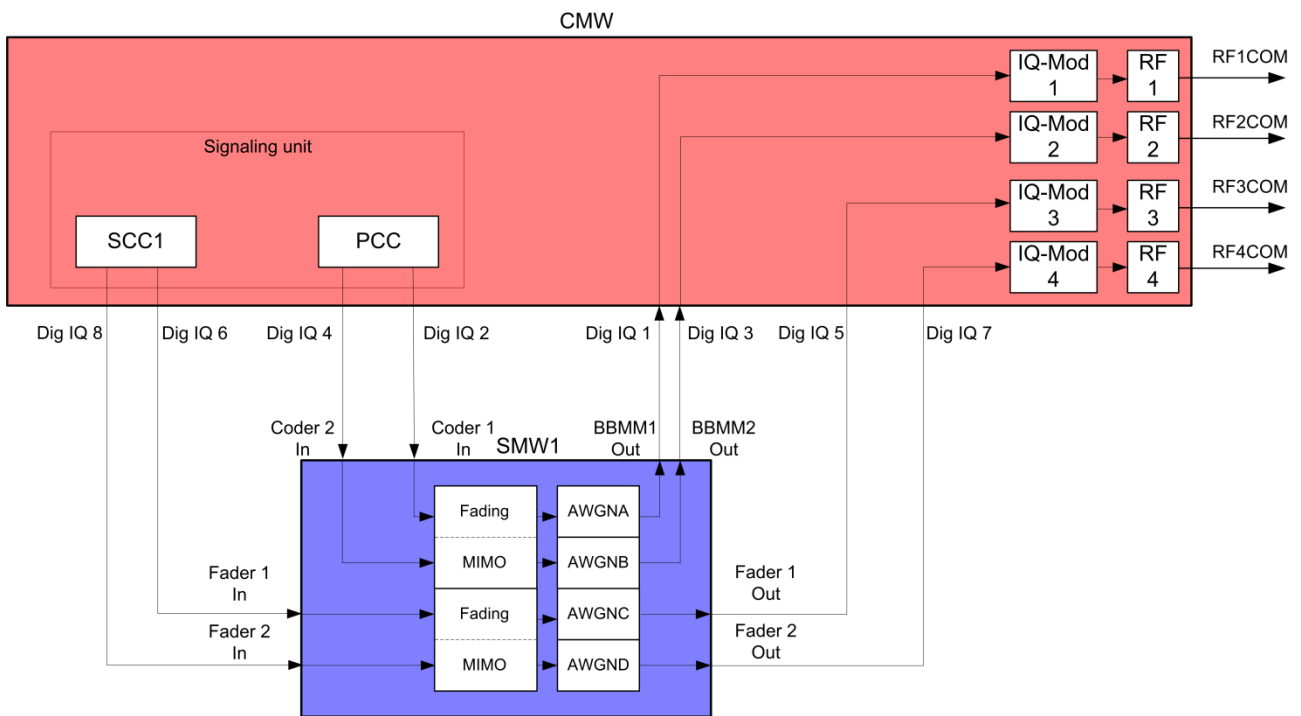 CMW
IQ-Mod
1
RF
1
RF1COM
IQ-Mod
2
RF
2
RF2COM
Signaling unit
IQ-Mod
3
RF
3
RF3COM
SCC1
PCC
IQ-Mod
4
RF
4
RF4COM
Dig IQ 8
Dig IQ 6
Dig IQ 4
Dig IQ 2
Dig IQ 1
Dig IQ 3
Dig IQ 5
Dig IQ 7
Coder 2
In
Coder 1
In
SMW1
BBMM1
Out
BBMM2
Out
Fading
AWGNA
MIMO
AWGNB
Fader 1
In
Fading
AWGNC
Fader 1
Out
Fader 2
In
MIMO
AWGND
Fader 2
Out